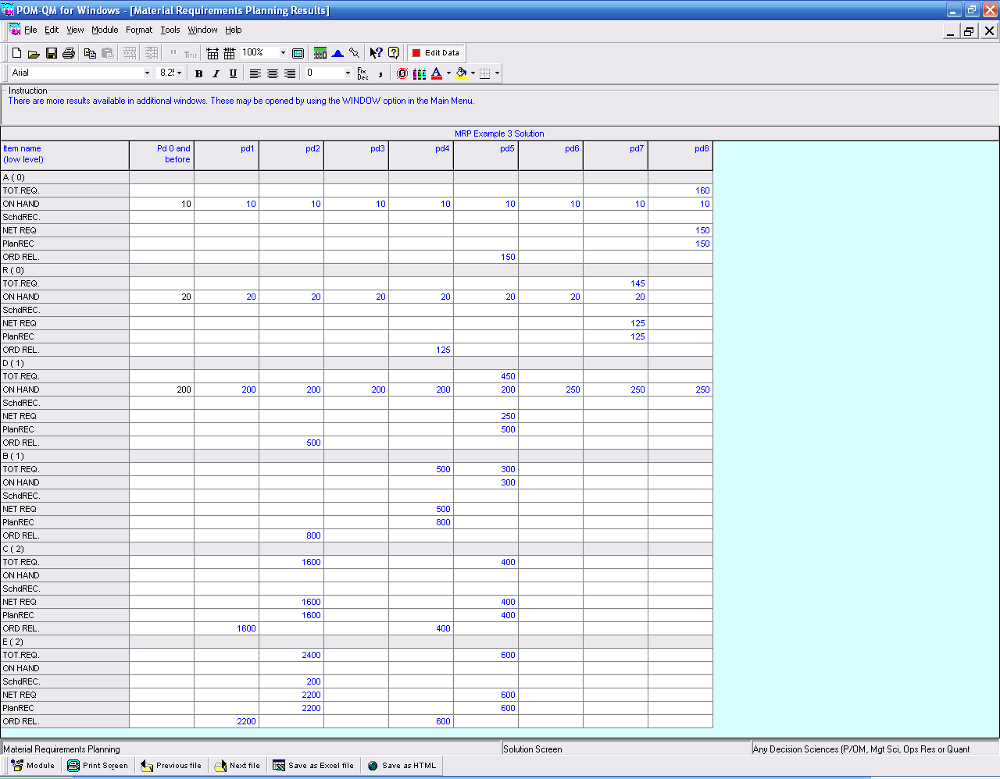 POM-QM for Windows - [Material Requirements Planning Results]
File Edit View Module Format Tools Window Help
100% Edit Data
Arial 8.25 B I U 0 Fix Dec , A
Instruction
There are more results available in additional windows. These may be opened by using the WINDOW option in the Main Menu.
MRP Example 3 Solution
Item name (low level) Pd 0 and before pd1 pd2 pd3 pd4 pd5 pd6 pd7 pd8
A ( 0)
TOT.REQ. 160
ON HAND 10 10 10 10 10 10 10 10 10
SchdREC.
NET REQ 150
PlanREC 150
ORD REL. 150
R ( 0)
TOT.REQ. 145
ON HAND 20 20 20 20 20 20 20 20
SchdREC.
NET REQ 125
PlanREC 125
ORD REL. 125
D ( 1)
TOT.REQ. 450
ON HAND 200 200 200 200 200 200 250 250 250
SchdREC.
NET REQ 250
PlanREC 500
ORD REL. 500
B ( 1)
TOT.REQ. 500 300
ON HAND 300
SchdREC.
NET REQ 500
PlanREC 800
ORD REL. 800
C ( 2)
TOT.REQ. 1600 400
ON HAND
SchdREC.
NET REQ 1600 400
PlanREC 1600 400
ORD REL. 1600 400
E ( 2)
TOT.REQ. 2400 600
ON HAND
SchdREC. 200
NET REQ 2200 600
PlanREC 2200 600
ORD REL. 2200 600
Material Requirements Planning Solution Screen Any Decision Sciences (P/OM, Mgt Sci, Ops Res or Quant
Module Print Screen Previous file Next file Save as Excel file Save as HTML